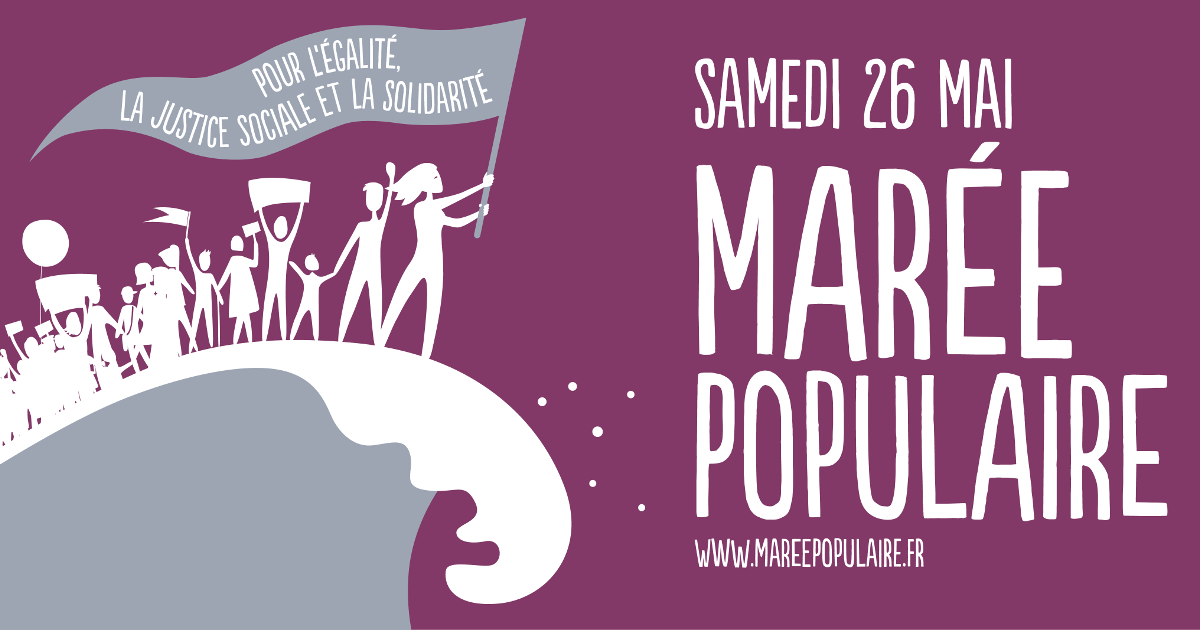 POUR L'ÉGALITÉ,
LA JUSTICE SOCIALE ET LA SOLIDARITÉ
SAMEDI 26 MAI
MARÉE
POPULAIRE
WWW.MAREEPOPULAIRE.FR